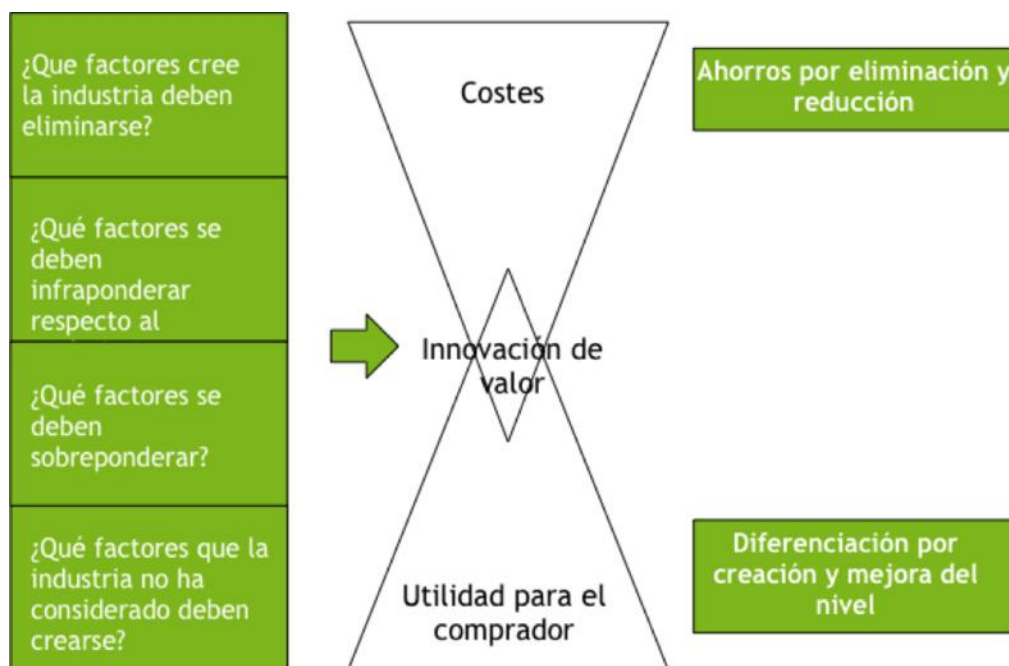 ¿Que factores cree
la industria deben
eliminarse?
¿Qué factores se
deben
infraponderar
respecto al
¿Qué factores se
deben
sobreponderar?
¿Qué factores que la
industria no ha
considerado deben
crearse?
Costes
Innovación de
valor
Utilidad para el
comprador
Ahorros por eliminación y
reducción
Diferenciación por
creación y mejora del
nivel